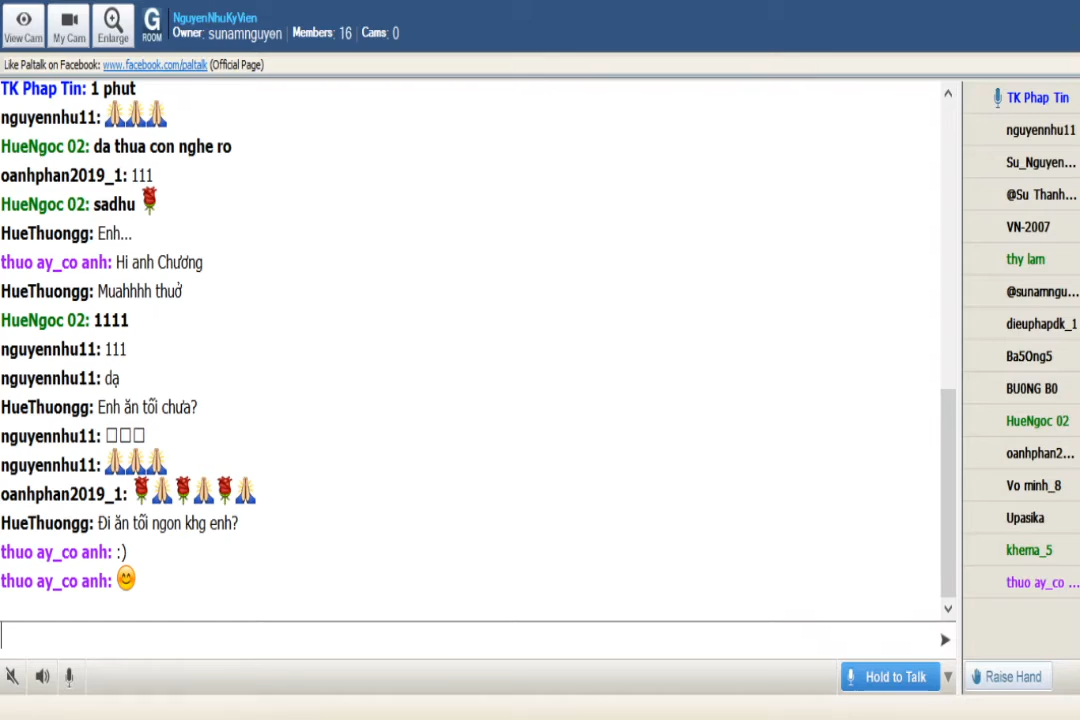 View Cam
My Cam
Enlarge
G ROOM
NguyenNhuKyVien
Owner: sunamnguyen | Members: 16 | Cams: 0
Like Paltalk on Facebook: www.facebook.com/paltalk (Official Page)
TK Phap Tin: 1 phut
nguyennhu11: 🙏🙏🙏
HueNgoc 02: da thua con nghe ro
oanhphan2019_1: 111
HueNgoc 02: sadhu 🌹
HueThuongg: Enh...
thuo ay_co anh: Hi anh Chương
HueThuongg: Muahhhh thuở
HueNgoc 02: 1111
nguyennhu11: 111
nguyennhu11: dạ
HueThuongg: Enh ăn tối chưa?
nguyennhu11: □□□
nguyennhu11: 🙏🙏🙏
oanhphan2019_1: 🌹🙏🌹🙏🌹🙏
HueThuongg: Đi ăn tối ngon khg enh?
thuo ay_co anh: :)
thuo ay_co anh: 😊
TK Phap Tin
nguyennhu11
Su_Nguyen...
@Su Thanh...
VN-2007
thy lam
@sunamngu...
dieuphapdk_1
Ba5Ong5
BU0NG B0
HueNgoc 02
oanhphan2...
Vo minh_8
Upasika
khema_5
thuo ay_co ...
Hold to Talk
Raise Hand